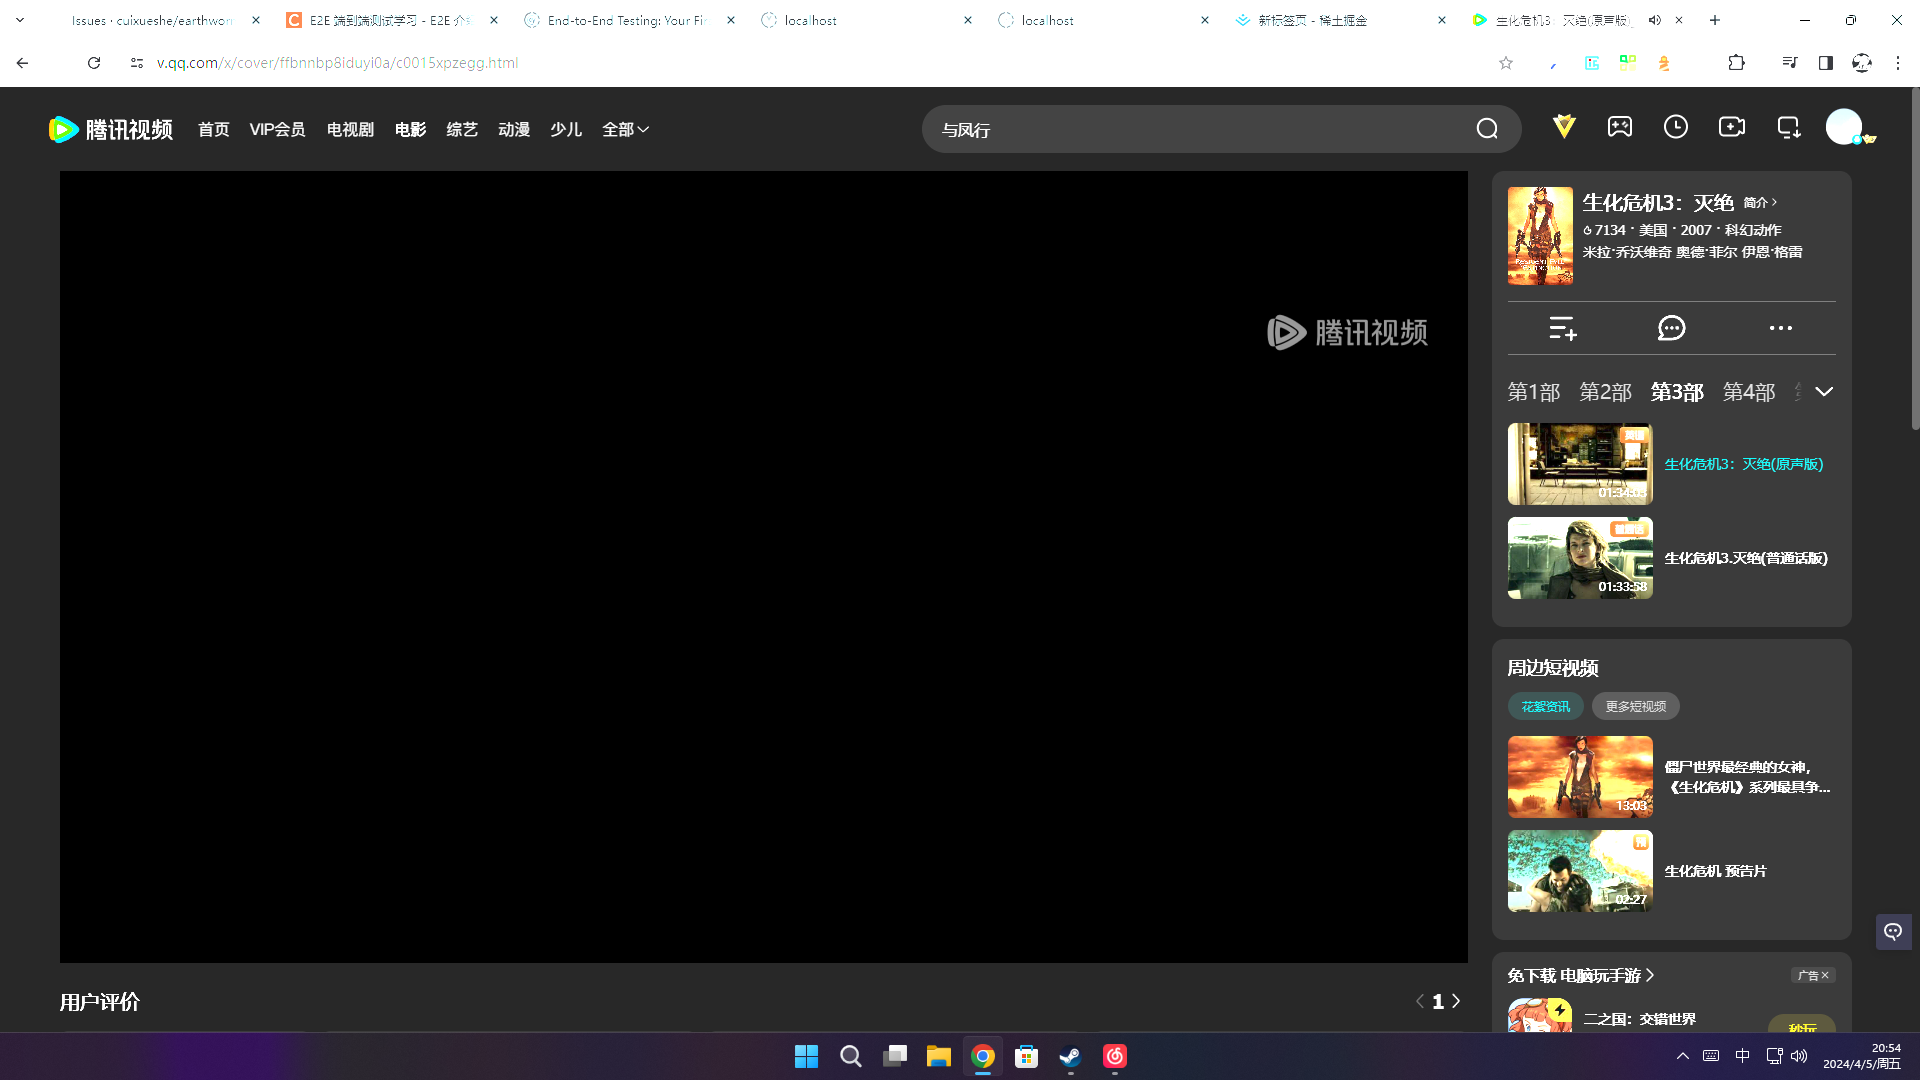 Issues · cuixueshe/earthwor
E2E 端到端测试学习 - E2E 介
End-to-End Testing: Your Fir
localhost
localhost
新标签页 - 稀土掘金
生化危机3：灭绝(原声版)
v.qq.com/x/cover/ffbnnbp8iduyi0a/c0015xpzegg.html
腾讯视频
首页 VIP会员 电视剧 电影 综艺 动漫 少儿 全部
与凤行
腾讯视频
生化危机3：灭绝 简介
7134 · 美国 · 2007 · 科幻动作
米拉·乔沃维奇 奥德·菲尔 伊恩·格雷
第1部 第2部 第3部 第4部
01:34:03
生化危机3：灭绝(原声版)
01:33:58
生化危机3.灭绝(普通话版)
周边短视频
花絮资讯 更多短视频
13:03
僵尸世界最经典的女神，
《生化危机》系列最具争...
02:27
生化危机 预告片
免下载 电脑玩手游
广告
二之国：交错世界
秒玩
用户评价
1
中
20:54
2024/4/5/周五